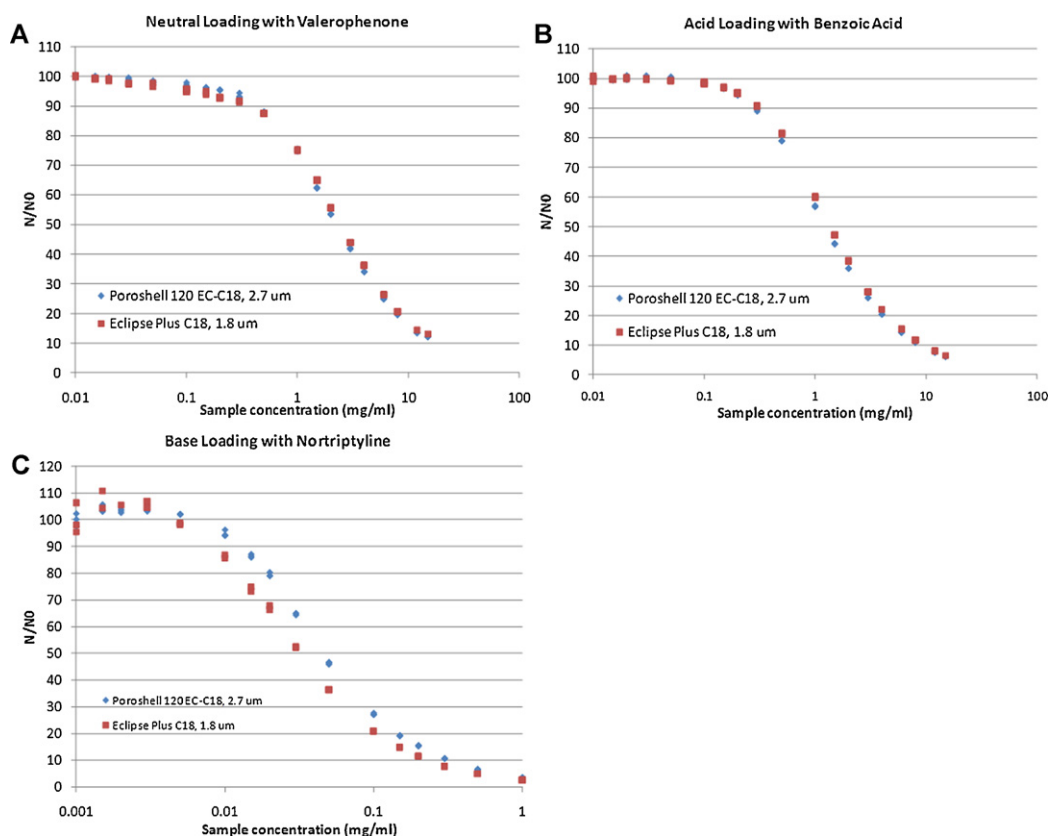 A
Neutral Loading with Valerophenone
110
100
90
80
70
60
50
40
30
20
10
0
N/N0
Poroshell 120 EC-C18, 2.7 um
Eclipse Plus C18, 1.8 um
0.01 0.1 1 10 100
Sample concentration (mg/ml)
B
Acid Loading with Benzoic Acid
110
100
90
80
70
60
50
40
30
20
10
0
N/N0
Poroshell 120 EC-C18, 2.7 um
Eclipse Plus C18, 1.8 um
0.01 0.1 1 10 100
Sample concentration (mg/ml)
C
Base Loading with Nortriptyline
120
110
100
90
80
70
60
50
40
30
20
10
0
N/N0
Poroshell 120 EC-C18, 2.7 um
Eclipse Plus C18, 1.8 um
0.001 0.01 0.1 1
Sample concentration (mg/ml)